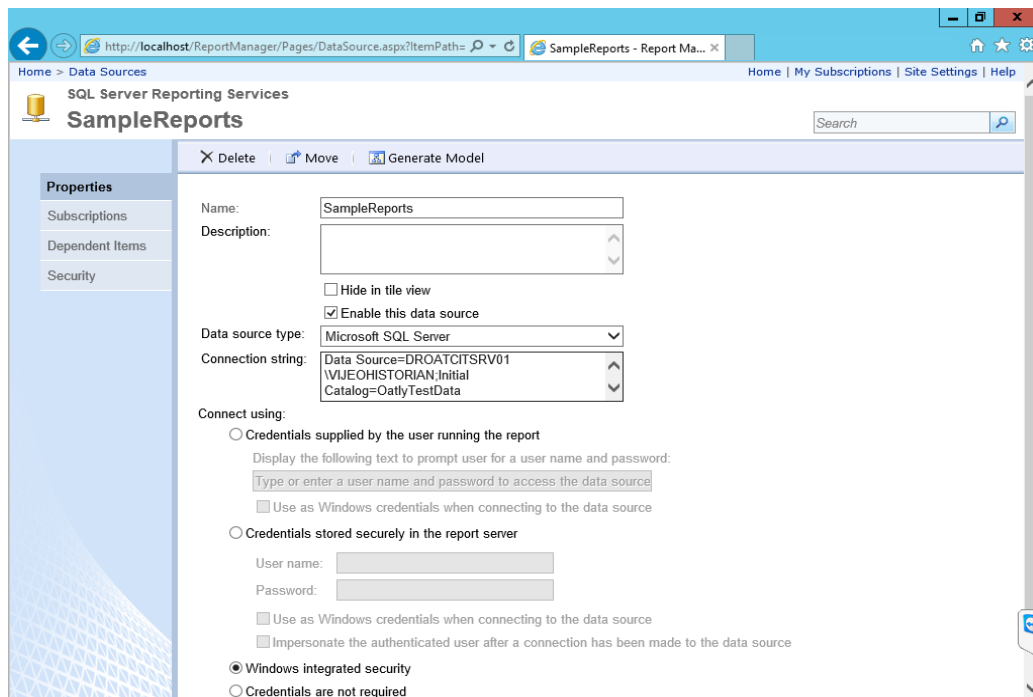 http://localhost/ReportManager/Pages/DataSource.aspx?ItemPath=
SampleReports - Report Ma...
Home > Data Sources
Home | My Subscriptions | Site Settings | Help
SQL Server Reporting Services
SampleReports
Search
Delete | Move | Generate Model
Properties
Subscriptions
Dependent Items
Security
Name: SampleReports
Description:
Hide in tile view
Enable this data source
Data source type: Microsoft SQL Server
Connection string: Data Source=DROATCITSRV01
\VIJEOHISTORIAN;Initial
Catalog=OatlyTestData
Connect using:
Credentials supplied by the user running the report
Display the following text to prompt user for a user name and password:
Type or enter a user name and password to access the data source
Use as Windows credentials when connecting to the data source
Credentials stored securely in the report server
User name:
Password:
Use as Windows credentials when connecting to the data source
Impersonate the authenticated user after a connection has been made to the data source
Windows integrated security
Credentials are not required